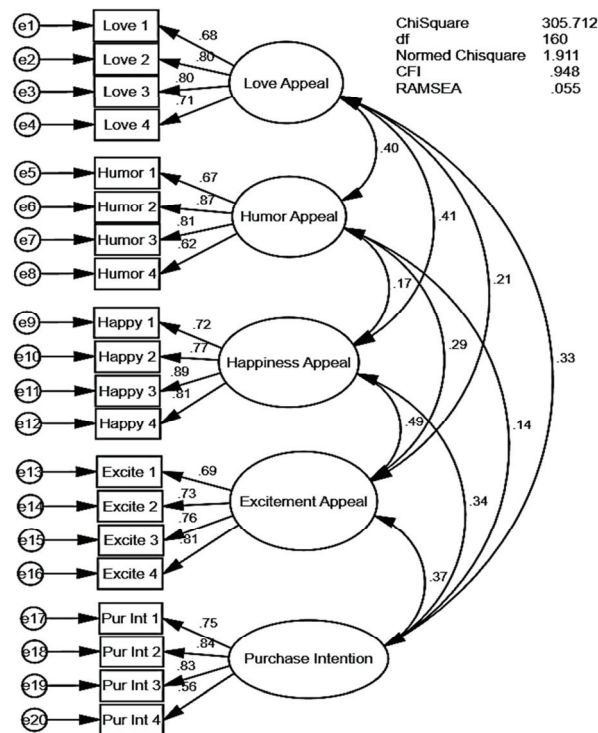 ChiSquare 305.712
df 160
Normed Chisquare 1.911
CFI .948
RAMSEA .055
e1 Love 1 .68
e2 Love 2 .80
e3 Love 3 .80
e4 Love 4 .71
Love Appeal
.40
e5 Humor 1 .67
e6 Humor 2 .87
e7 Humor 3 .81
e8 Humor 4 .62
Humor Appeal
.41
.21
.17
e9 Happy 1 .72
e10 Happy 2 .77
e11 Happy 3 .89
e12 Happy 4 .81
Happiness Appeal
.29
.33
.14
.49
e13 Excite 1 .69
e14 Excite 2 .73
e15 Excite 3 .76
e16 Excite 4 .81
Excitement Appeal
.34
.37
e17 Pur Int 1 .75
e18 Pur Int 2 .84
e19 Pur Int 3 .83
e20 Pur Int 4 .56
Purchase Intention